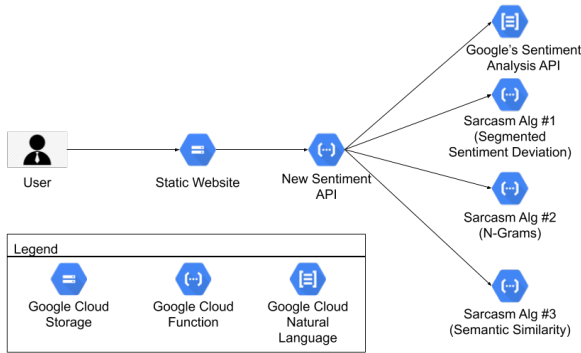 Google's Sentiment
Analysis API
Sarcasm Alg #1
(Segmented
Sentiment Deviation)
User
Static Website
New Sentiment
API
Sarcasm Alg #2
(N-Grams)
Legend
Google Cloud
Storage
Google Cloud
Function
Google Cloud
Natural
Language
Sarcasm Alg #3
(Semantic Similarity)